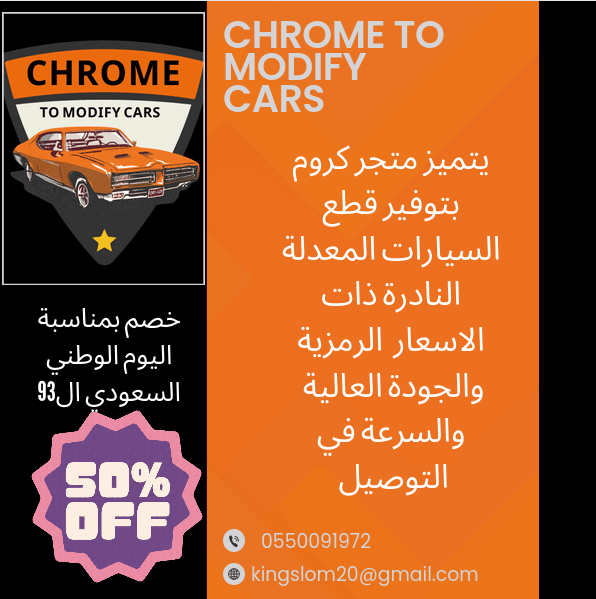 CHROME
TO MODIFY CARS
خصم بمناسبة
اليوم الوطني
السعودي ال93
50%
OFF
CHROME TO
MODIFY
CARS
يتميز متجر كروم
بتوفير قطع
السيارات المعدلة
النادرة ذات
الاسعار الرمزية
والجودة العالية
والسرعة في
التوصيل
0550091972
kingslom20@gmail.com